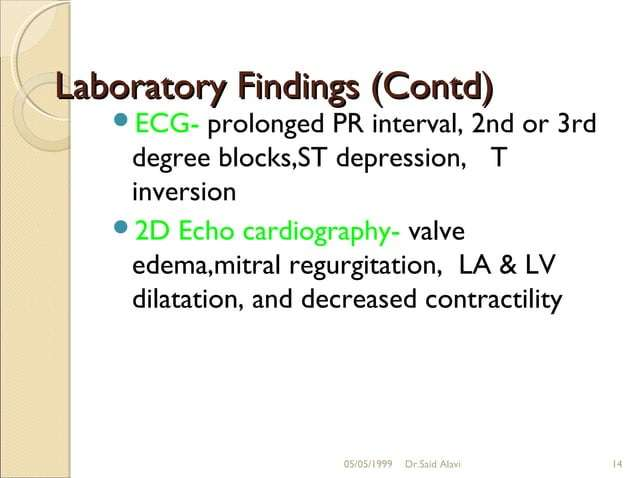 Laboratory Findings (Contd)
ECG- prolonged PR interval, 2nd or 3rd
degree blocks,ST depression, T
inversion
2D Echo cardiography- valve
edema,mitral regurgitation, LA & LV
dilatation, and decreased contractility
05/05/1999 Dr.Said Alavi 14